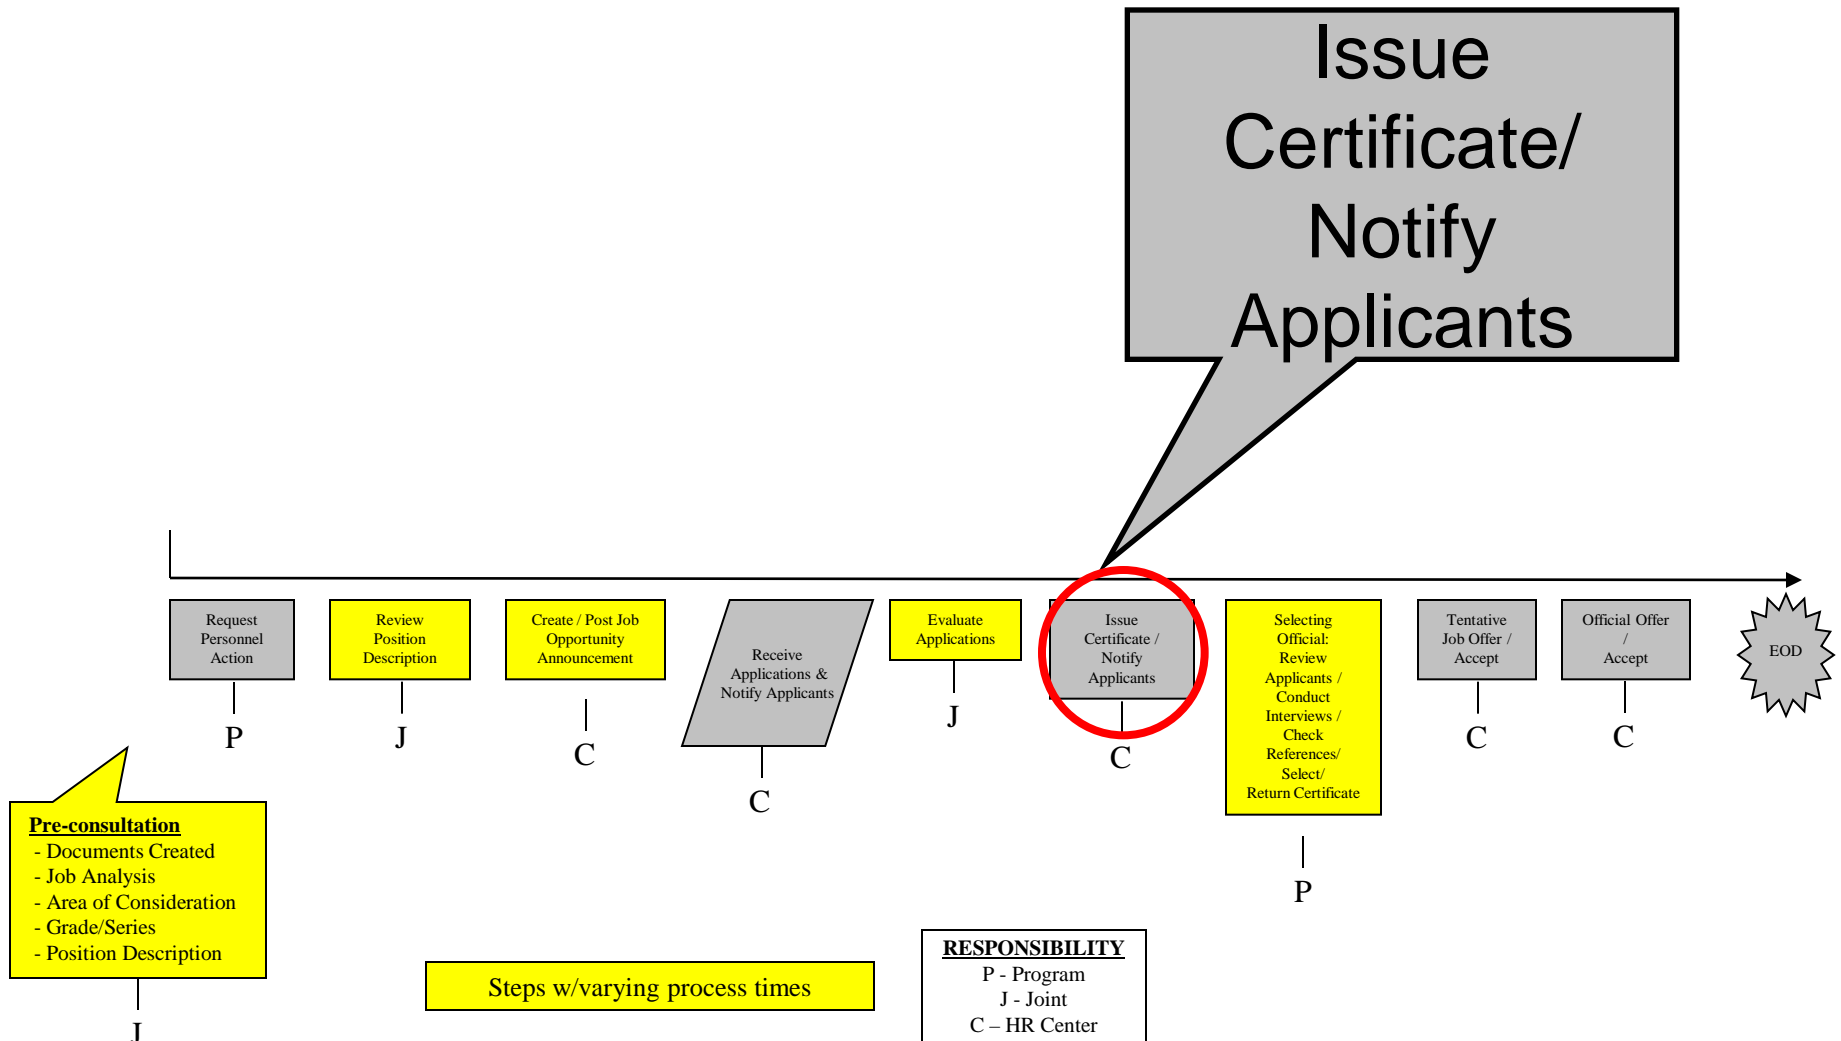 Issue
Certificate/
Notify
Applicants
Request
Personnel
Action
P
Review
Position
Description
J
Create / Post Job
Opportunity
Announcement
C
Receive
Applications &
Notify Applicants
C
Evaluate
Applications
J
Issue
Certificate /
Notify
Applicants
C
Selecting
Official:
Review
Applicants /
Conduct
Interviews /
Check
References/
Select/
Return Certificate
P
Tentative
Job Offer /
Accept
C
Official Offer
/
Accept
C
EOD
Pre-consultation
- Documents Created
- Job Analysis
- Area of Consideration
- Grade/Series
- Position Description
J
Steps w/varying process times
RESPONSIBILITY
P - Program
J - Joint
C – HR Center